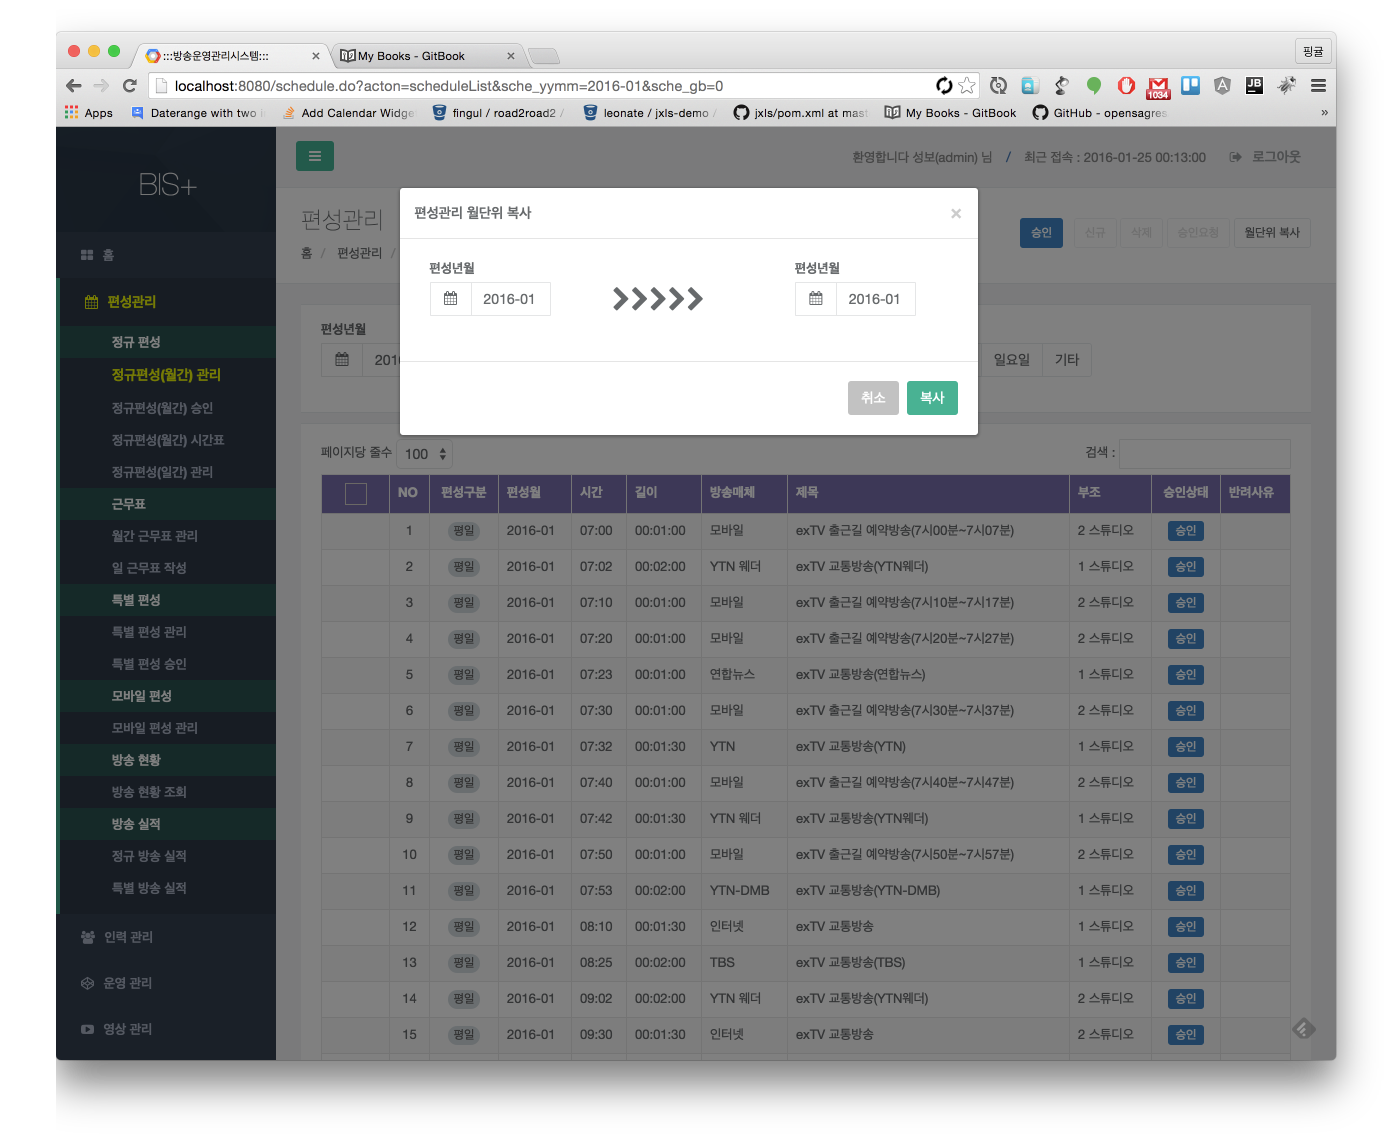 :::방송운영관리시스템:::
My Books - GitBook
핑귤
localhost:8080/schedule.do?acton=scheduleList&sche_yymm=2016-01&sche_gb=0
1034
Apps
Daterange with two
Add Calendar Widge
fingul / road2road2 /
leonate / jxls-demo /
jxls/pom.xml at mast
My Books - GitBook
GitHub - opensagres
»
BIS+
환영합니다 성보(admin) 님 / 최근 접속 : 2016-01-25 00:13:00
로그아웃
편성관리
홈 / 편성관리 /
승인
신규
삭제
승인요청
월단위 복사
홈
편성관리
정규 편성
정규편성(월간) 관리
정규편성(월간) 승인
정규편성(월간) 시간표
정규편성(일간) 관리
근무표
월간 근무표 관리
일 근무표 작성
특별 편성
특별 편성 관리
특별 편성 승인
모바일 편성
모바일 편성 관리
방송 현황
방송 현황 조회
방송 실적
정규 방송 실적
특별 방송 실적
인력 관리
운영 관리
영상 관리
편성관리 월단위 복사
×
편성년월
2016-01
편성년월
2016-01
취소
복사
편성년월
201
일요일
기타
페이지당 줄수 100
검색 :
NO 편성구분 편성월 시간 길이 방송매체 제목 부조 승인상태 반려사유
1 평일 2016-01 07:00 00:01:00 모바일 exTV 출근길 예약방송(7시00분~7시07분) 2 스튜디오 승인
2 평일 2016-01 07:02 00:02:00 YTN 웨더 exTV 교통방송(YTN웨더) 1 스튜디오 승인
3 평일 2016-01 07:10 00:01:00 모바일 exTV 출근길 예약방송(7시10분~7시17분) 2 스튜디오 승인
4 평일 2016-01 07:20 00:01:00 모바일 exTV 출근길 예약방송(7시20분~7시27분) 2 스튜디오 승인
5 평일 2016-01 07:23 00:01:00 연합뉴스 exTV 교통방송(연합뉴스) 1 스튜디오 승인
6 평일 2016-01 07:30 00:01:00 모바일 exTV 출근길 예약방송(7시30분~7시37분) 2 스튜디오 승인
7 평일 2016-01 07:32 00:01:30 YTN exTV 교통방송(YTN) 1 스튜디오 승인
8 평일 2016-01 07:40 00:01:00 모바일 exTV 출근길 예약방송(7시40분~7시47분) 2 스튜디오 승인
9 평일 2016-01 07:42 00:01:30 YTN 웨더 exTV 교통방송(YTN웨더) 1 스튜디오 승인
10 평일 2016-01 07:50 00:01:00 모바일 exTV 출근길 예약방송(7시50분~7시57분) 2 스튜디오 승인
11 평일 2016-01 07:53 00:02:00 YTN-DMB exTV 교통방송(YTN-DMB) 1 스튜디오 승인
12 평일 2016-01 08:10 00:01:30 인터넷 exTV 교통방송 1 스튜디오 승인
13 평일 2016-01 08:25 00:02:00 TBS exTV 교통방송(TBS) 1 스튜디오 승인
14 평일 2016-01 09:02 00:02:00 YTN 웨더 exTV 교통방송(YTN웨더) 2 스튜디오 승인
15 평일 2016-01 09:30 00:01:30 인터넷 exTV 교통방송 2 스튜디오 승인